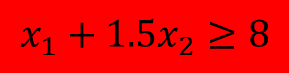 x₁ + 1.5x₂ ≥ 8